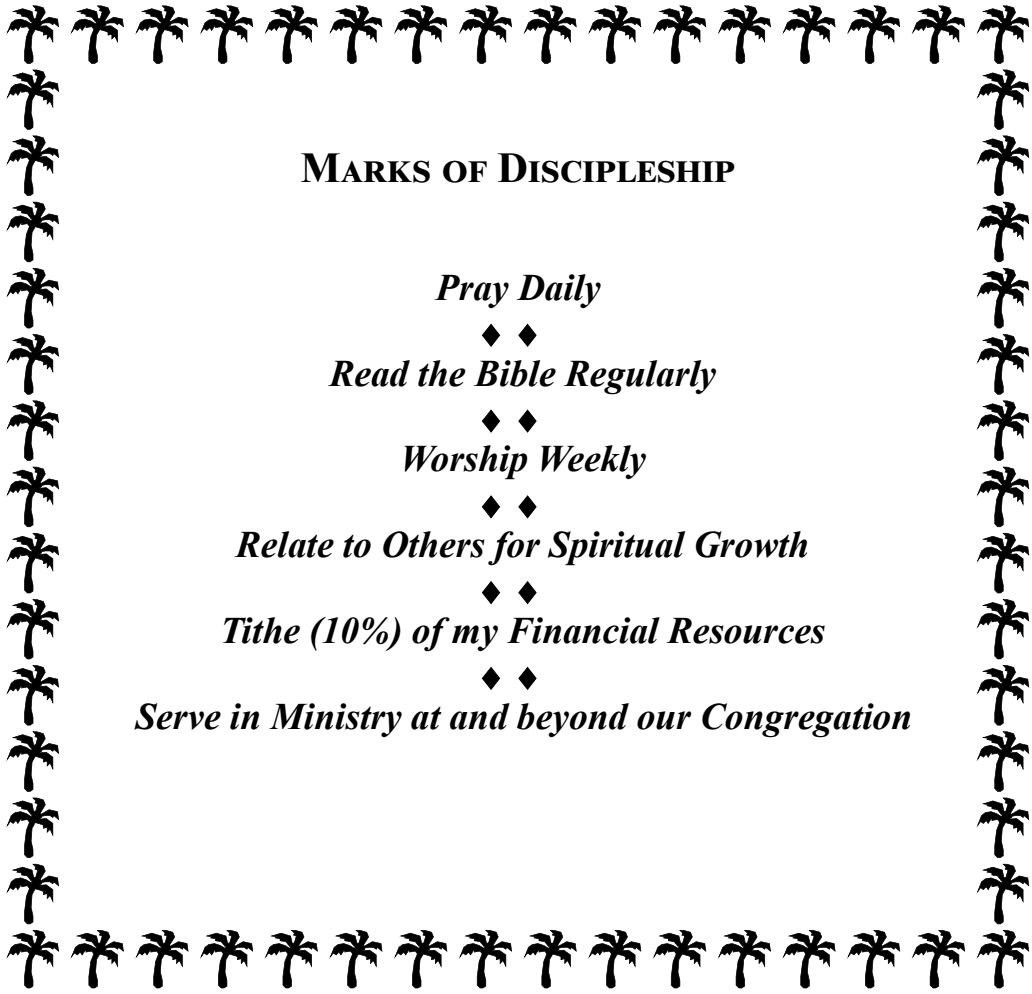 Marks of Discipleship
Pray Daily
♦ ♦
Read the Bible Regularly
♦ ♦
Worship Weekly
♦ ♦
Relate to Others for Spiritual Growth
♦ ♦
Tithe (10%) of my Financial Resources
♦ ♦
Serve in Ministry at and beyond our Congregation